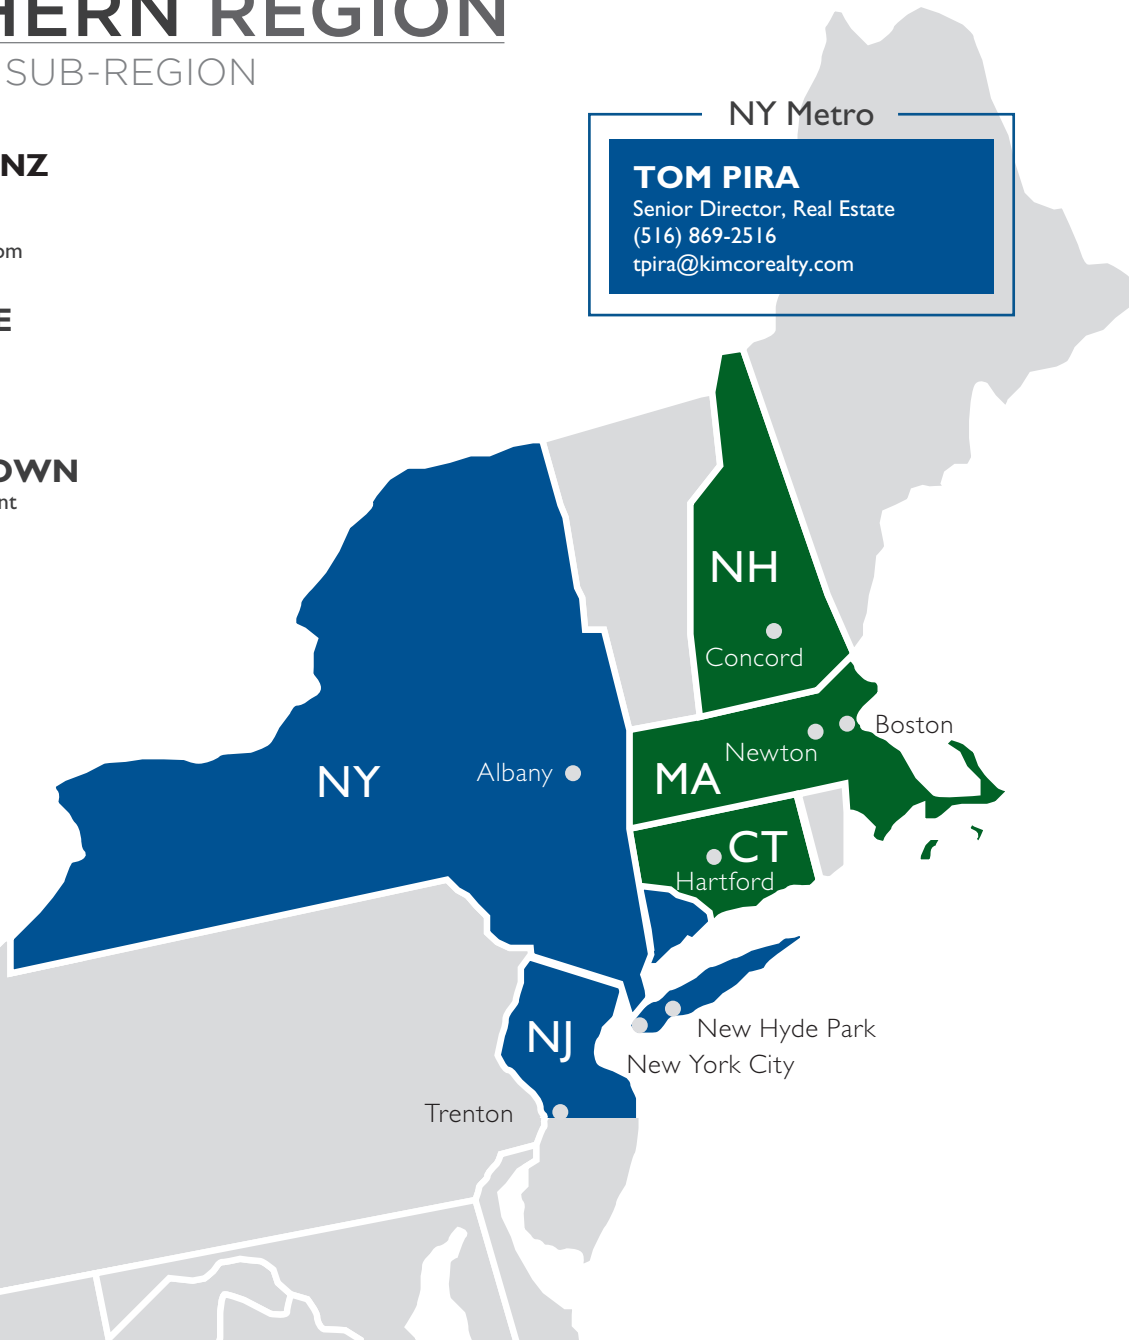 HERN REGION
SUB-REGION
NZ
om
E
OWN
nt
NY Metro
TOM PIRA
Senior Director, Real Estate
(516) 869-2516
tpira@kimcorealty.com
NH
Concord
Boston
Newton
MA
NY
Albany
CT
Hartford
New Hyde Park
NJ
New York City
Trenton